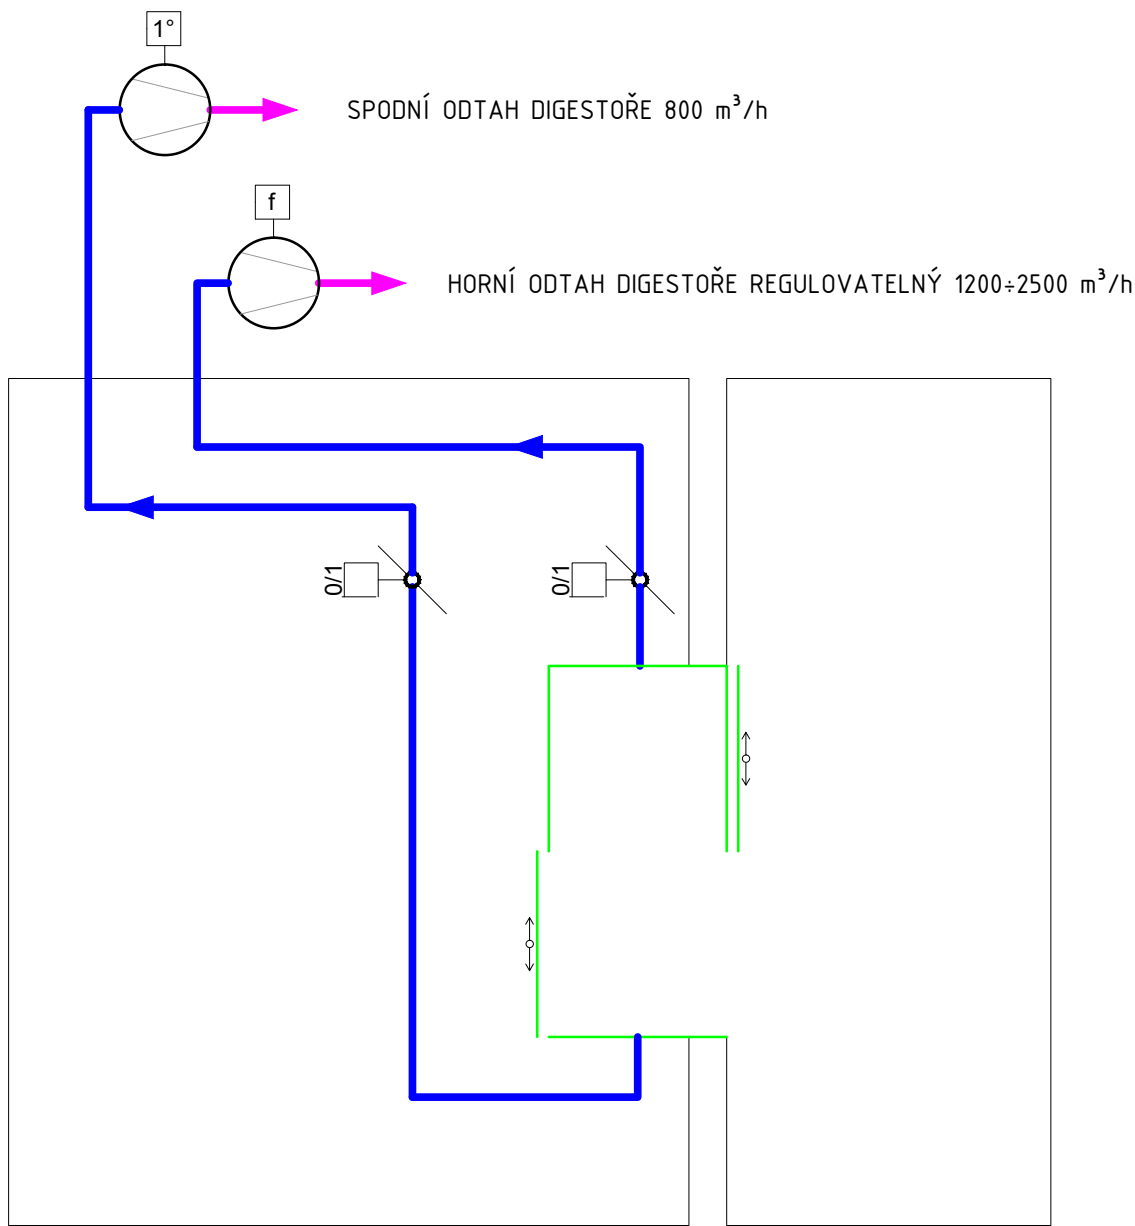 1°
SPODNÍ ODTAH DIGESTOŘE 800 m³/h
f
HORNÍ ODTAH DIGESTOŘE REGULOVATELNÝ 1200÷2500 m³/h
0/1
0/1